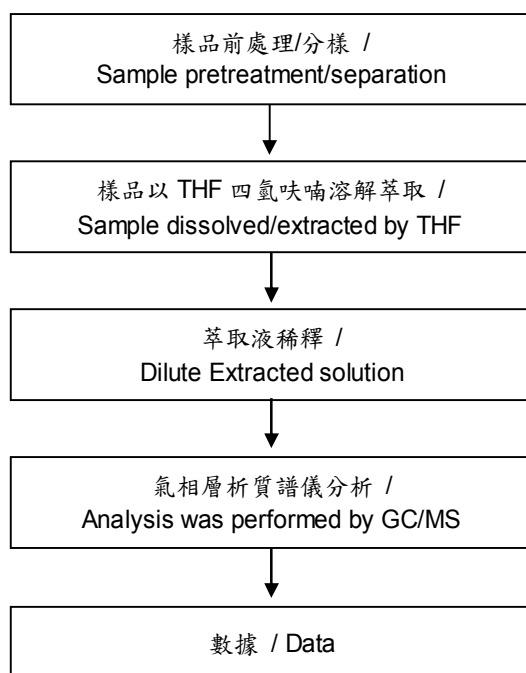 樣品前處理/分樣 /
Sample pretreatment/separation
樣品以 THF 四氫呋喃溶解萃取 /
Sample dissolved/extracted by THF
萃取液稀釋 /
Dilute Extracted solution
氣相層析質譜儀分析 /
Analysis was performed by GC/MS
數據 / Data